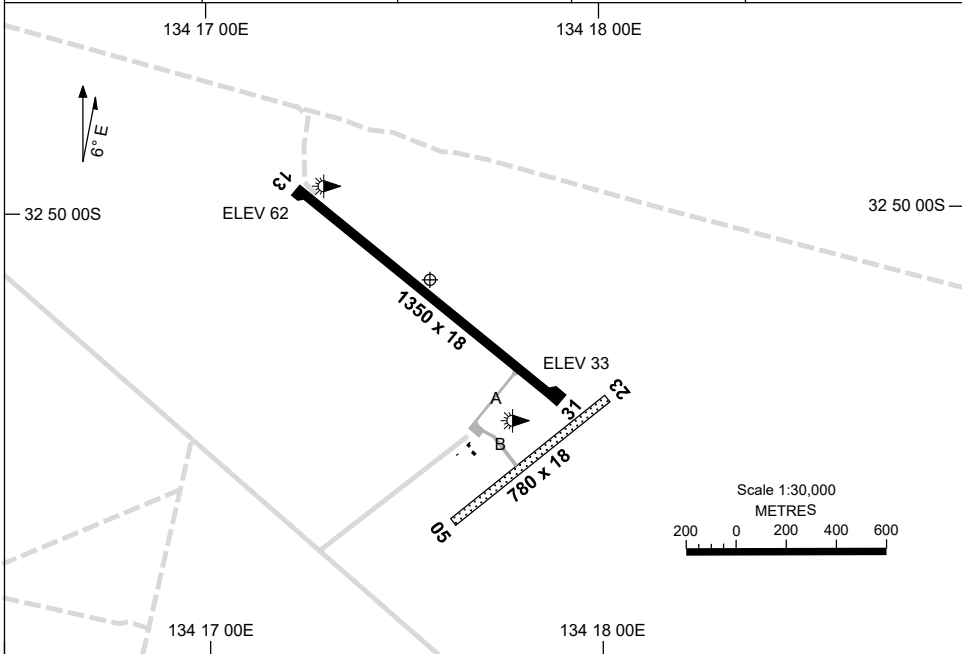 134 17 00E
134 18 00E
6° E
13
32 50 00S
ELEV 62
32 50 00S
1350 x 18
ELEV 33
A
31
23
B
780 x 18
05
Scale 1:30,000
METRES
200 0 200 400 600
134 17 00E
134 18 00E